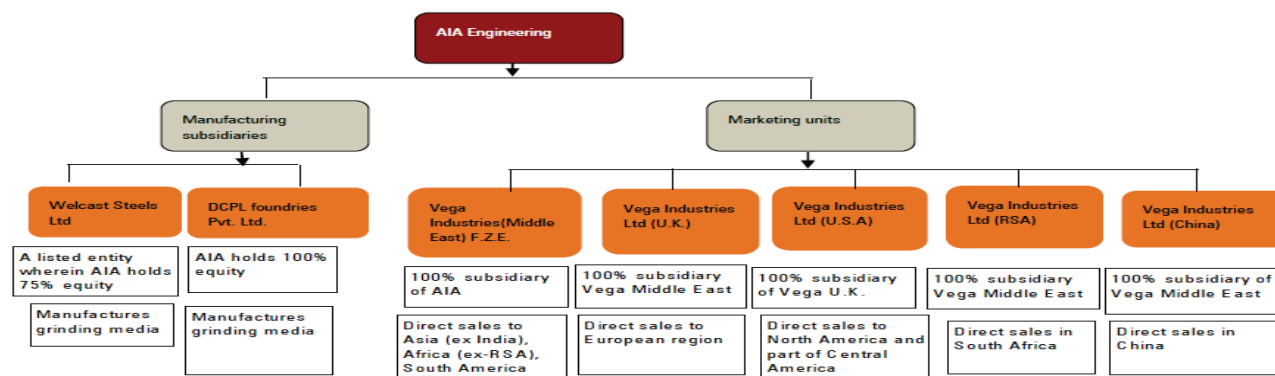 AIA Engineering
Manufacturing
subsidiaries
Marketing units
Welcast Steels
Ltd
DCPL foundries
Pvt. Ltd.
Vega
Industries(Middle
East) F.Z.E.
Vega Industries
Ltd (U.K.)
Vega Industries
Ltd (U.S.A)
Vega Industries
Ltd (RSA)
Vega Industries
Ltd (China)
A listed entity
wherein AIA holds
75% equity
AIA holds 100%
equity
100% subsidiary
of AIA
100% subsidiary
Vega Middle East
100% subsidiary
of Vega U.K.
100% subsidiary
Vega Middle East
100% subsidiary of
Vega Middle East
Manufactures
grinding media
Manufactures
grinding media
Direct sales to
Asia (ex India),
Africa (ex-RSA),
South America
Direct sales to
European region
Direct sales to
North America and
part of Central
America
Direct sales in
South Africa
Direct sales in
China